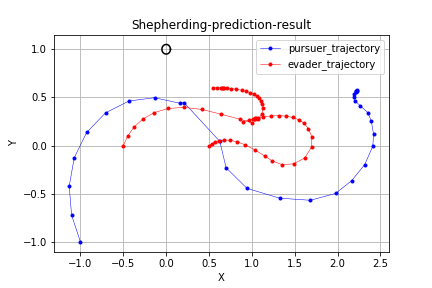 Shepherding-prediction-result
pursuer_trajectory
evader_trajectory
1.0
0.5
0.0
−0.5
−1.0
Y
−1.0 −0.5 0.0 0.5 1.0 1.5 2.0 2.5
X